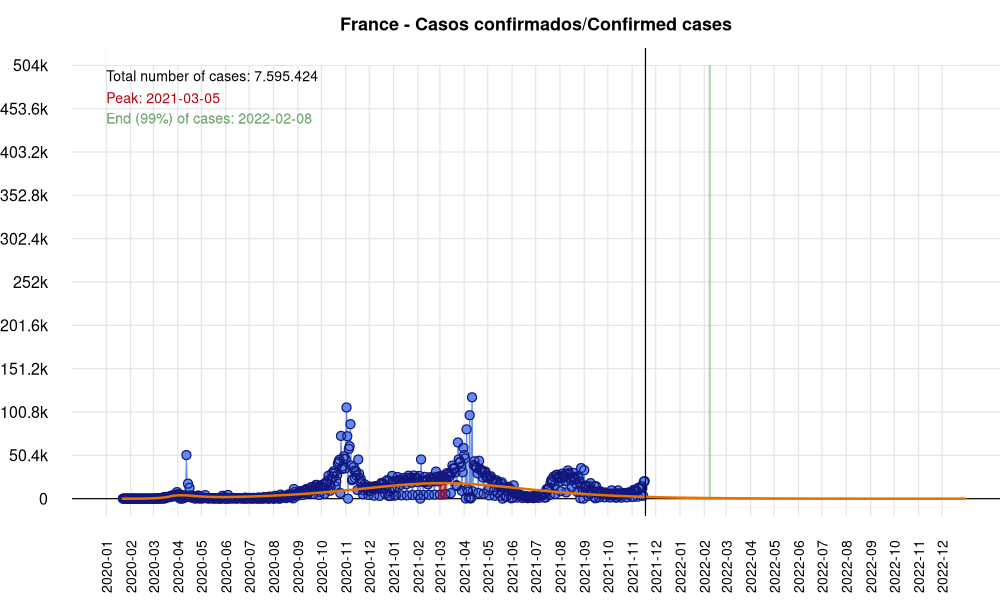 France - Casos confirmados/Confirmed cases
504k
Total number of cases: 7.595.424
Peak: 2021-03-05
End (99%) of cases: 2022-02-08
453.6k
403.2k
352.8k
302.4k
252k
201.6k
151.2k
100.8k
50.4k
0
2020-01
2020-02
2020-03
2020-04
2020-05
2020-06
2020-07
2020-08
2020-09
2020-10
2020-11
2020-12
2021-01
2021-02
2021-03
2021-04
2021-05
2021-06
2021-07
2021-08
2021-09
2021-10
2021-11
2021-12
2022-01
2022-02
2022-03
2022-04
2022-05
2022-06
2022-07
2022-08
2022-09
2022-10
2022-11
2022-12